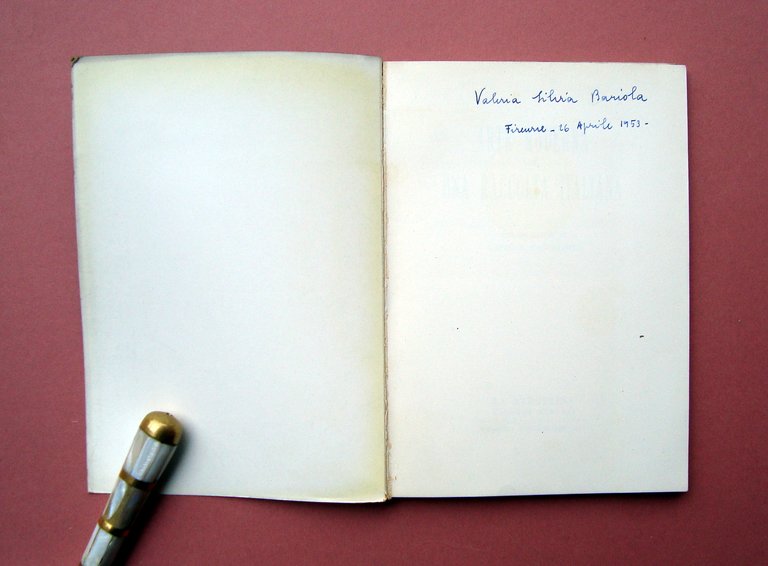 Valeria Silvia Bariola
Firenze - 26 Aprile 1953 -